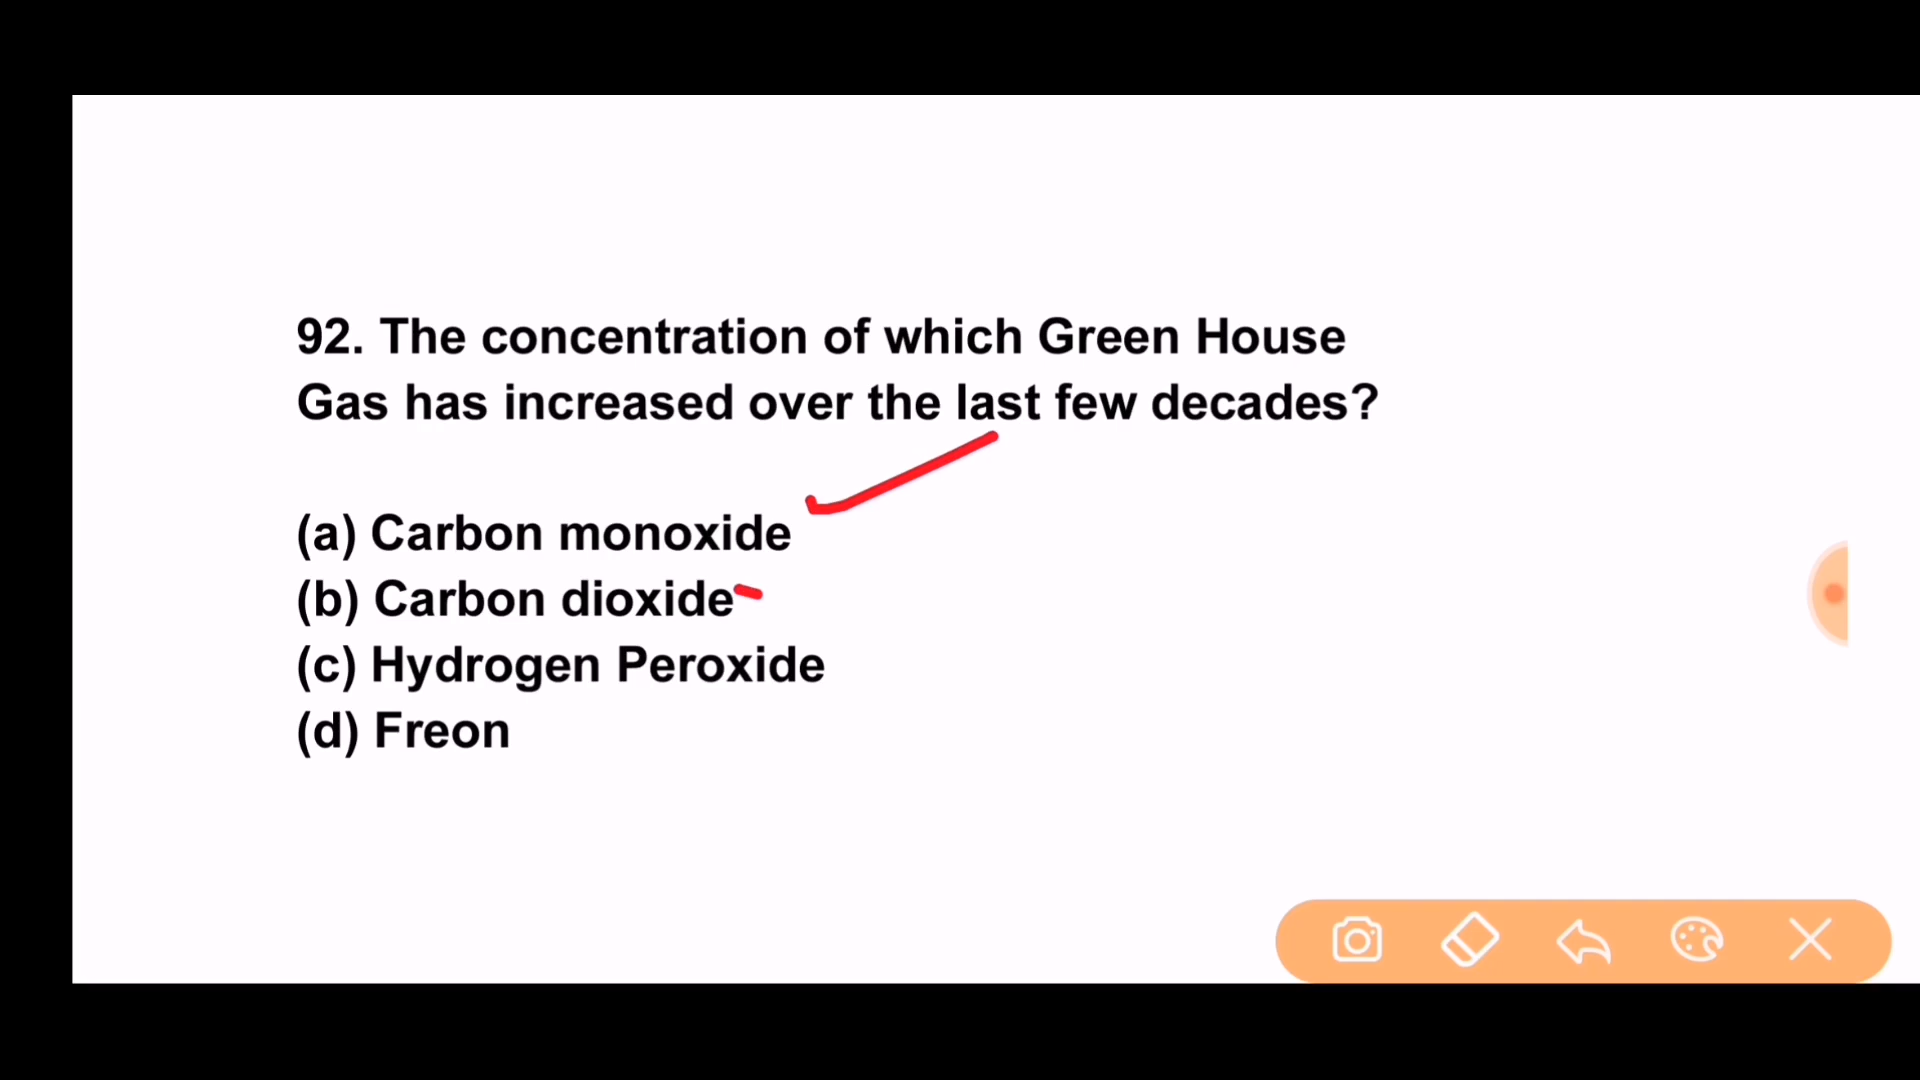 92. The concentration of which Green House
Gas has increased over the last few decades?
(a) Carbon monoxide
(b) Carbon dioxide
(c) Hydrogen Peroxide
(d) Freon